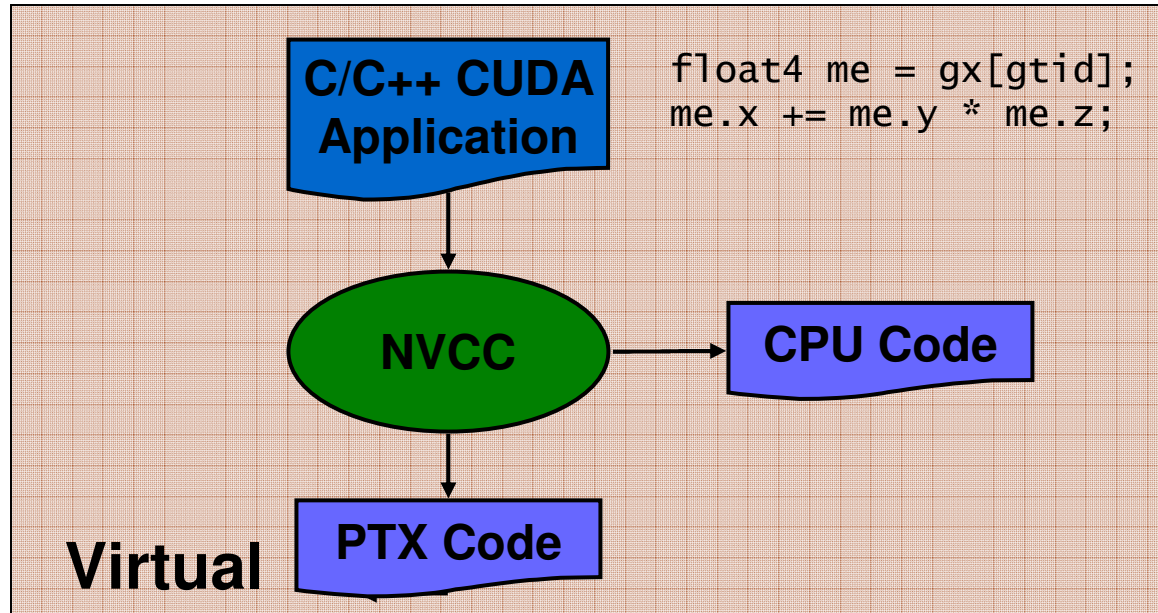 C/C++ CUDA
Application
float4 me = gx[gtid];
me.x += me.y * me.z;
NVCC
CPU Code
PTX Code
Virtual